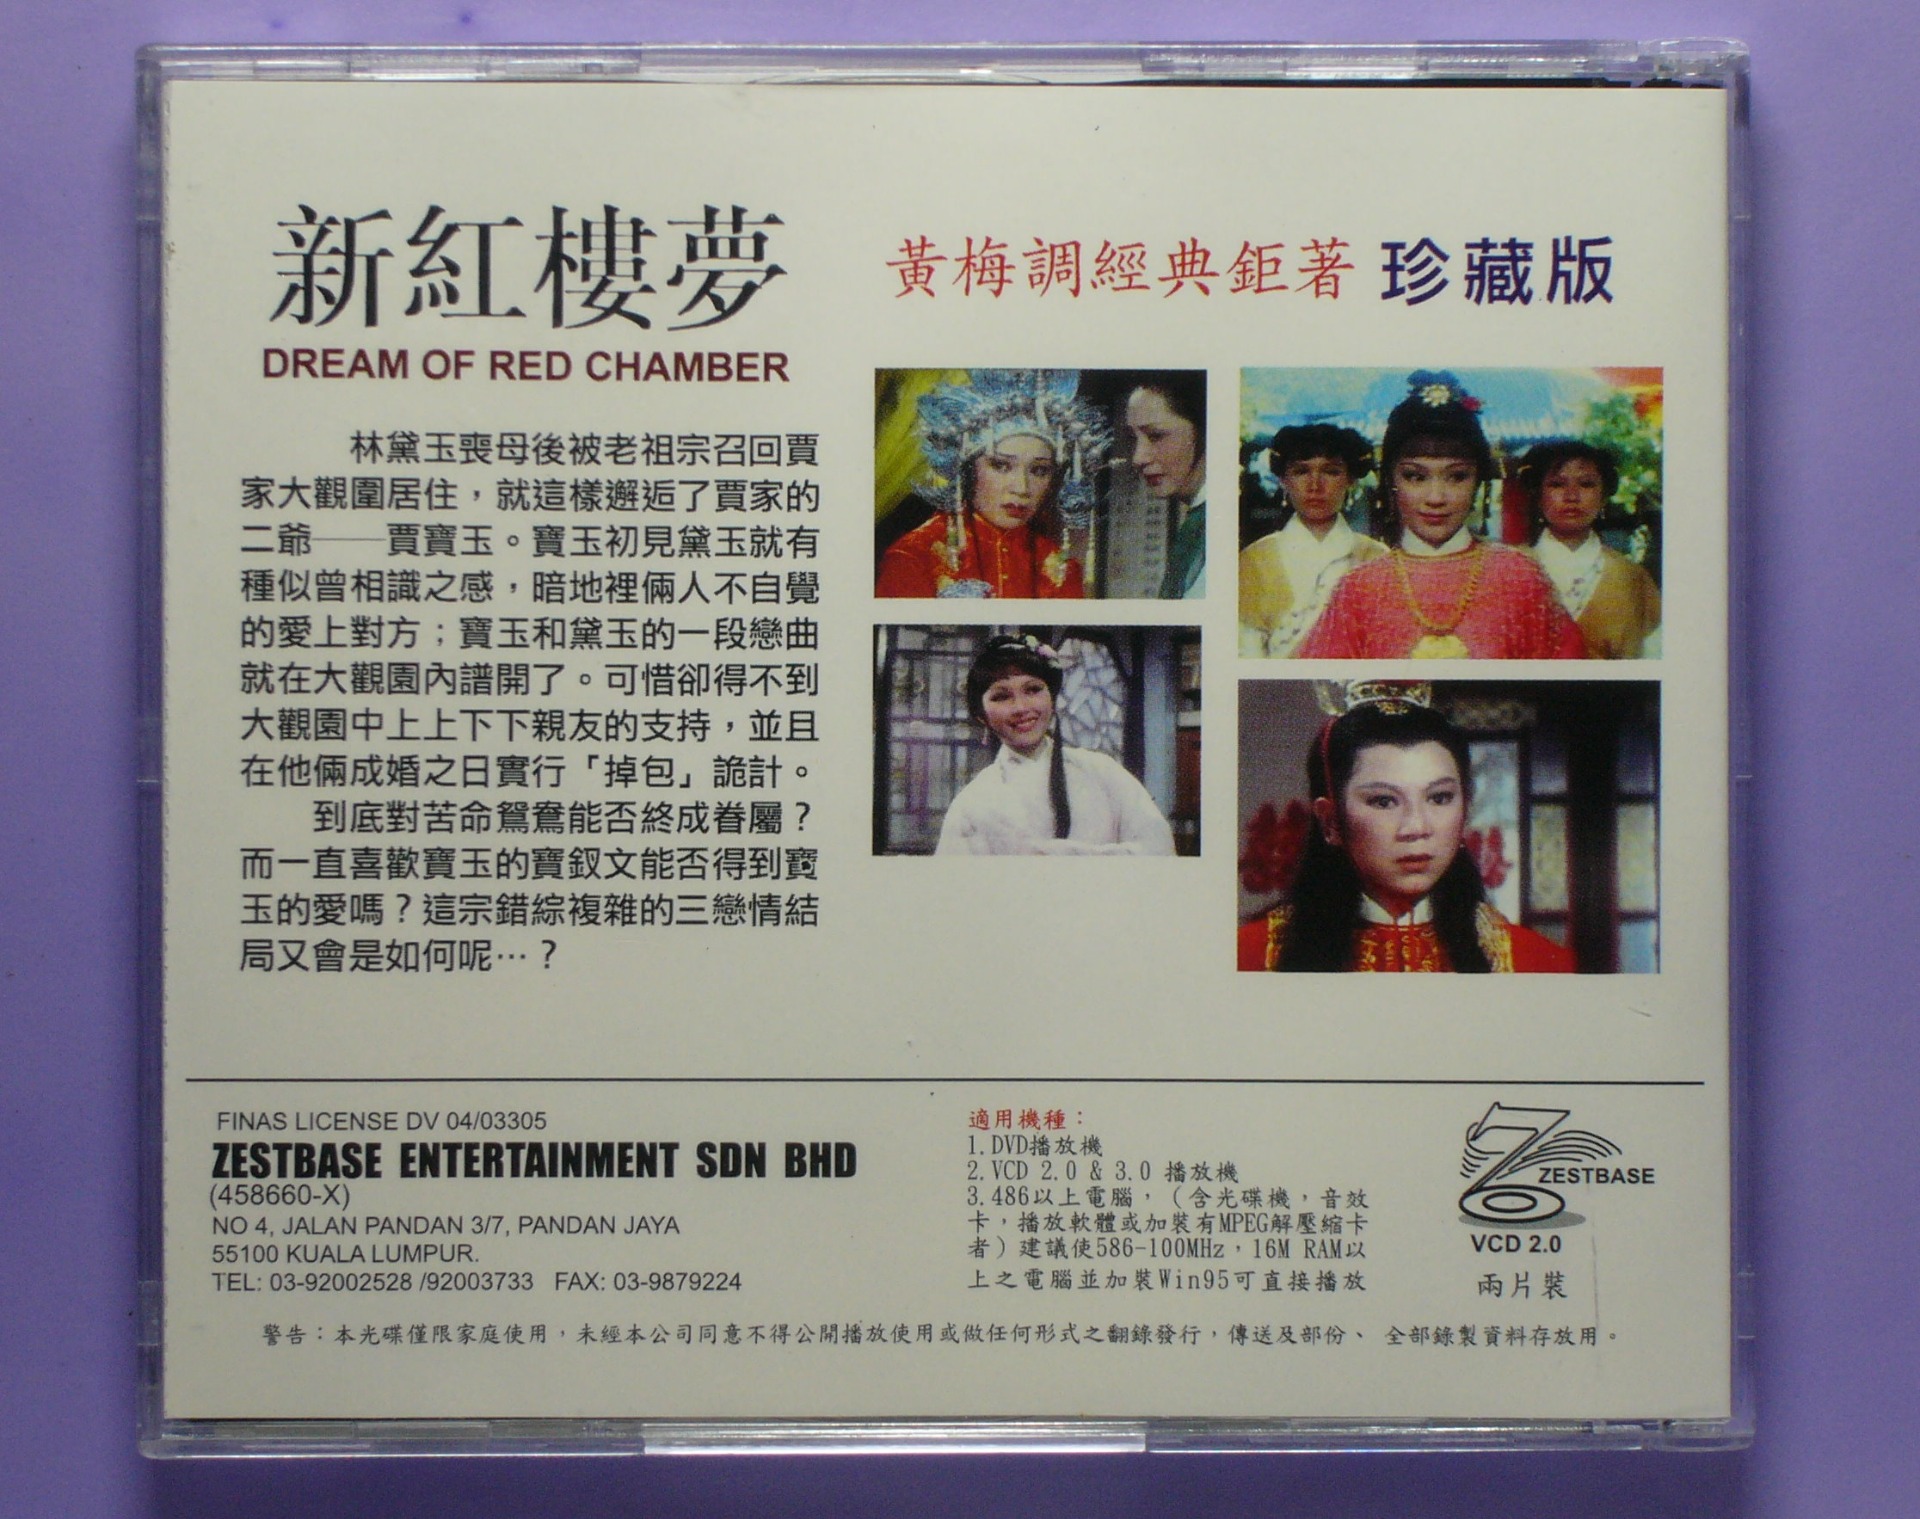 新紅樓夢
DREAM OF RED CHAMBER
黃梅調經典鉅著 珍藏版
林黛玉喪母後被老祖宗召回賈
家大觀圍居住，就這樣邂逅了賈家的
二爺──賈寶玉。寶玉初見黛玉就有
種似曾相識之感，暗地裡倆人不自覺
的愛上對方；寶玉和黛玉的一段戀曲
就在大觀園內譜開了。可惜卻得不到
大觀園中上上下下親友的支持，並且
在他倆成婚之日實行「掉包」詭計。
到底對苦命鴛鴦能否終成眷屬？
而一直喜歡寶玉的寶釵文能否得到寶
玉的愛嗎？這宗錯綜複雜的三戀情結
局又會是如何呢…？
FINAS LICENSE DV 04/03305
ZESTBASE ENTERTAINMENT SDN BHD
(458660-X)
NO 4, JALAN PANDAN 3/7, PANDAN JAYA
55100 KUALA LUMPUR.
TEL: 03-92002528 /92003733 FAX: 03-9879224
適用機種：
1.DVD播放機
2.VCD 2.0 & 3.0 播放機
3.486以上電腦，（含光碟機，音效
卡，播放軟體或加裝有MPEG解壓縮卡
者）建議使586-100MHz，16M RAM以
上之電腦並加裝Win95可直接播放
ZESTBASE
VCD 2.0
兩片裝
警告：本光碟僅限家庭使用，未經本公司同意不得公開播放使用或做任何形式之翻錄發行，傳送及部份、 全部錄製資料存放用。